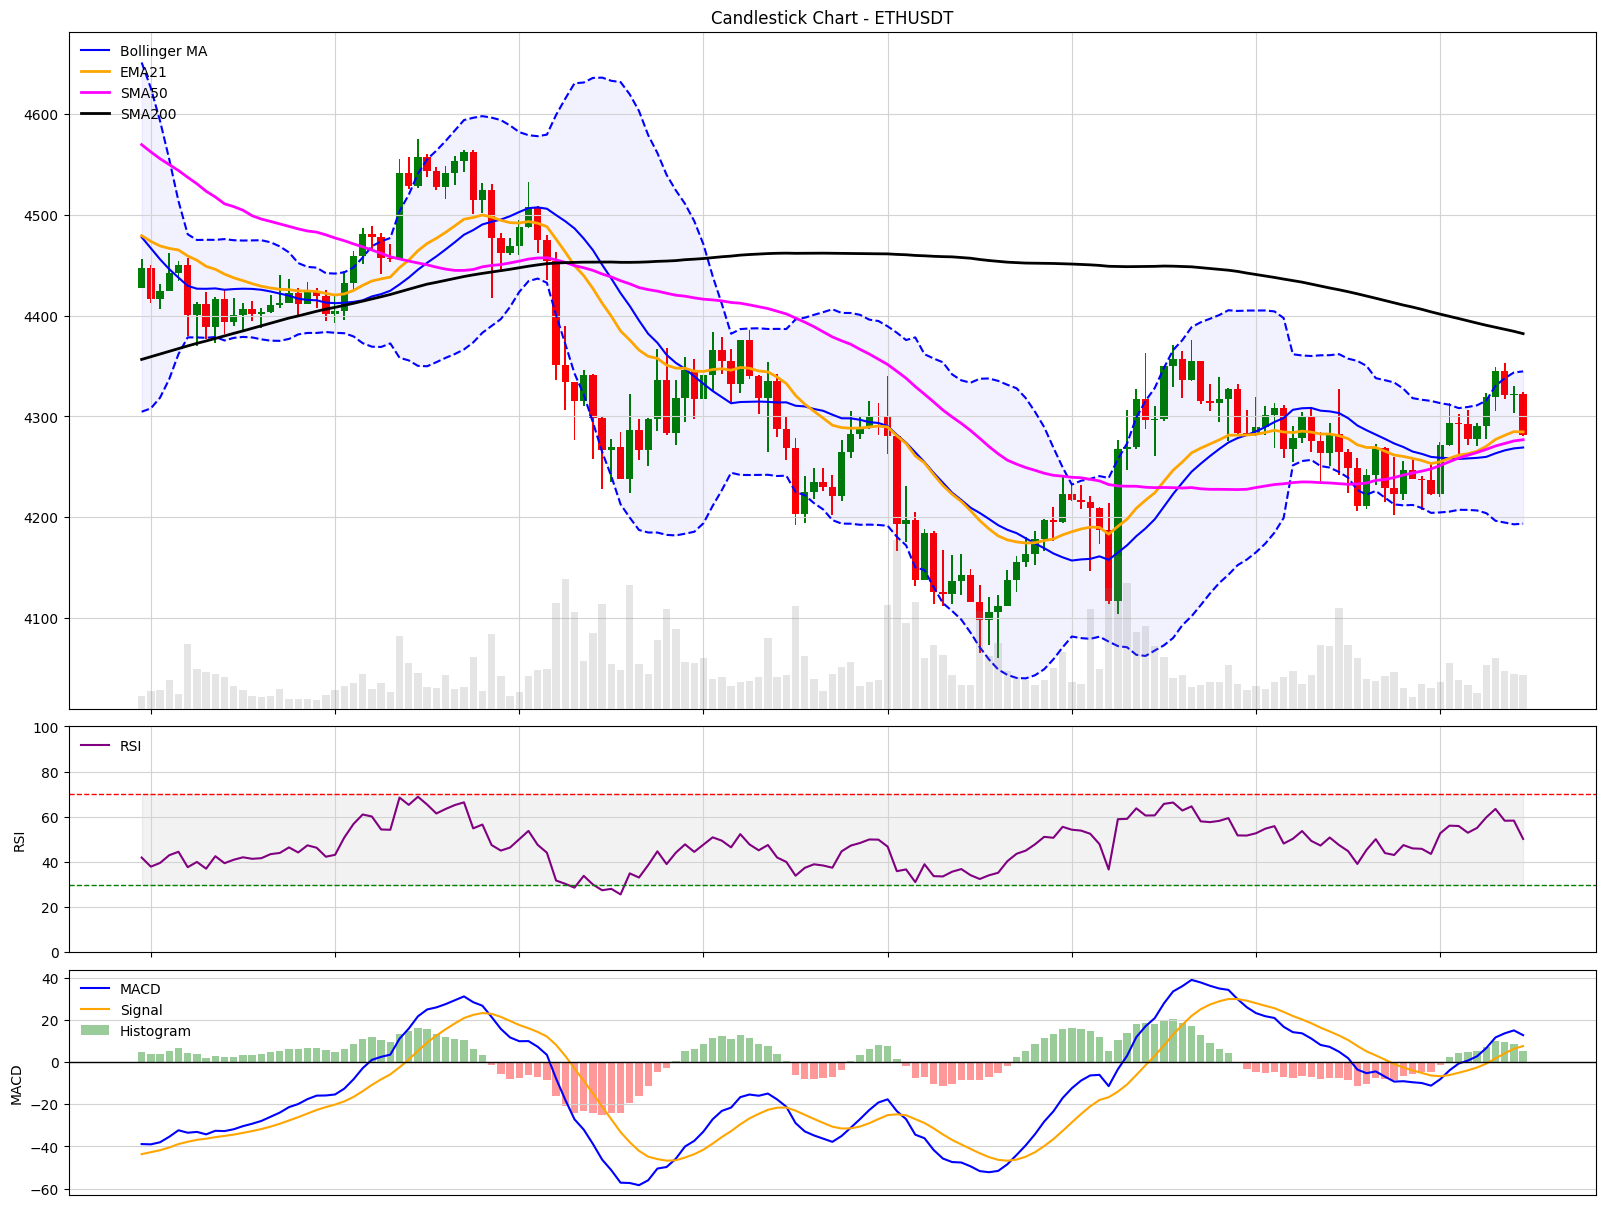 Candlestick Chart - ETHUSDT
Bollinger MA
EMA21
SMA50
SMA200
4600
4500
4400
4300
4200
4100
RSI
100
80
60
40
20
0
RSI
MACD
Signal
Histogram
40
20
0
−20
−40
−60
MACD